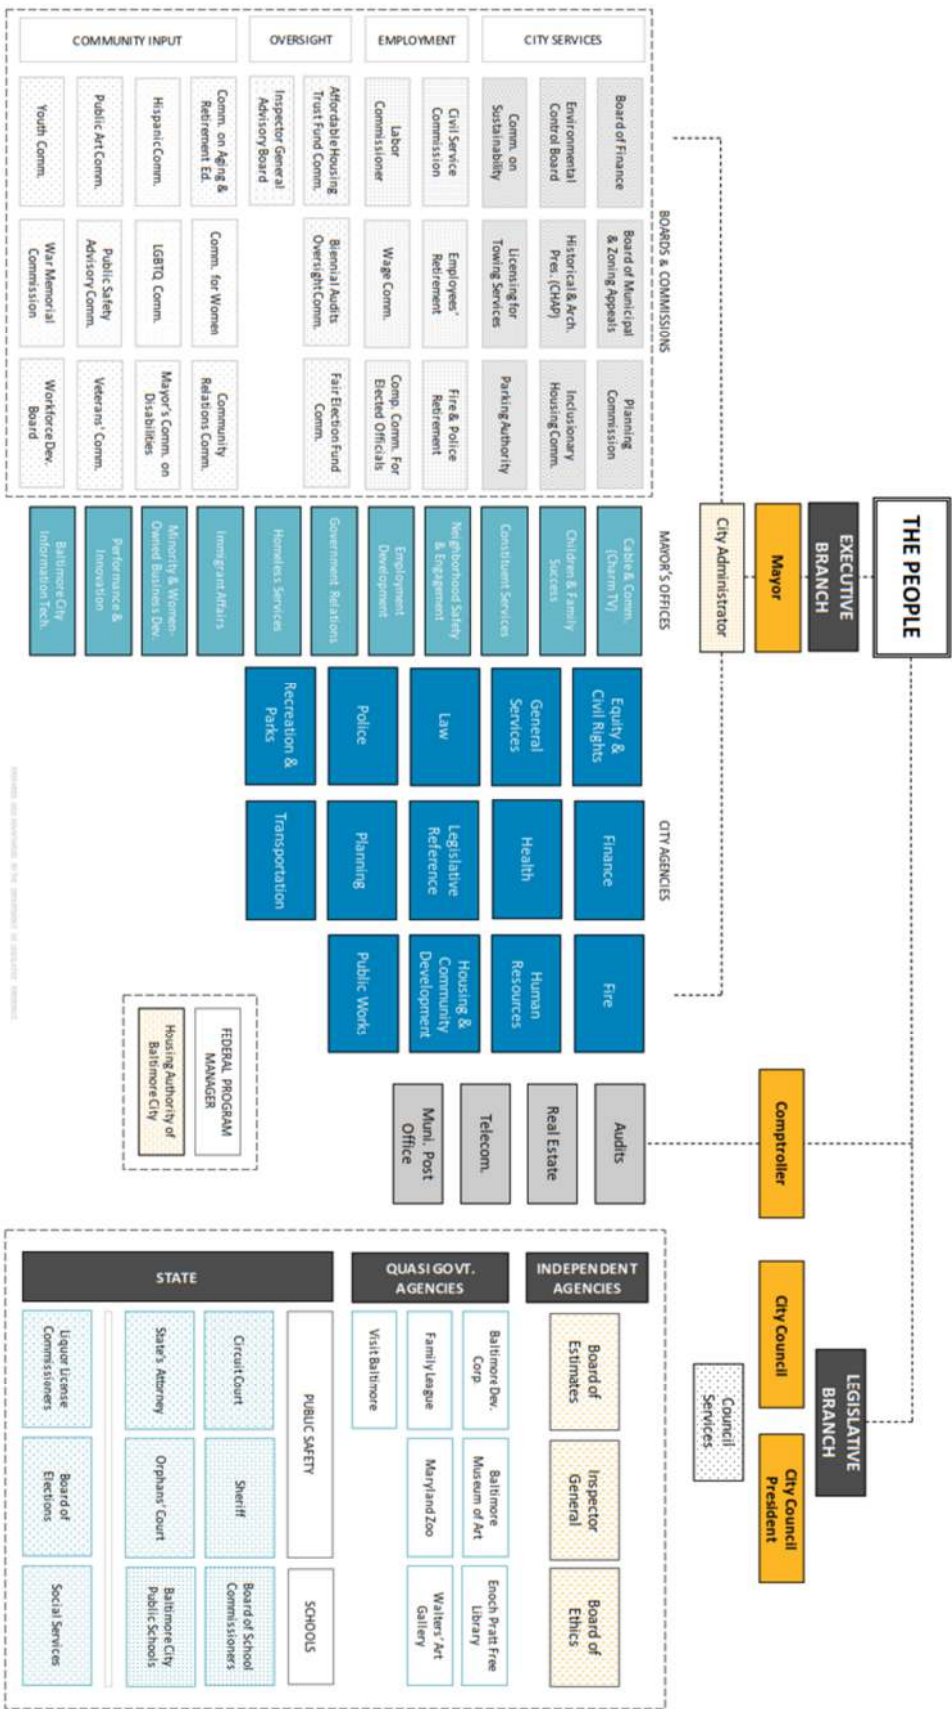 THE PEOPLE
EXECUTIVE
BRANCH
LEGISLATIVE
BRANCH
Mayor
Comptroller
City Council
City Council
President
City Administrator
Council
Services
BOARDS & COMMISSIONS
MAYOR'S OFFICES
CITY AGENCIES
CITY SERVICES
Board of Finance
Board of Municipal
& Zoning Appeals
Planning
Commission
Environmental
Control Board
Historical & Arch.
Pres. (CHAP)
Inclusionary
Housing Comm.
Comm. on
Sustainability
Licensing for
Towing Services
Parking Authority
EMPLOYMENT
Civil Service
Commission
Employees'
Retirement
Fire & Police
Retirement
Labor
Commissioner
Wage Comm.
Comp. Comm. For
Elected Officials
OVERSIGHT
Affordable Housing
Trust Fund Comm.
Biennial Audits
Oversight Comm.
Fair Election Fund
Comm.
Inspector General
Advisory Board
COMMUNITY INPUT
Comm. on Aging &
Retirement Ed.
Comm. for Women
Community
Relations Comm.
Hispanic Comm.
LGBTQ Comm.
Mayor's Comm. on
Disabilities
Public Art Comm.
Public Safety
Advisory Comm.
Veterans' Comm.
Youth Comm.
War Memorial
Commission
Workforce Dev.
Board
Cable & Comm.
(Charm TV)
Children & Family
Success
Constituent Services
Neighborhood Safety
& Engagement
Employment
Development
Government Relations
Homeless Services
Immigrant Affairs
Minority & Women-
Owned Business Dev.
Performance &
Innovation
Baltimore City
Information Tech.
Equity &
Civil Rights
Finance
Fire
General
Services
Health
Human
Resources
Law
Legislative
Reference
Housing &
Community
Development
Police
Planning
Public Works
Recreation &
Parks
Transportation
Audits
Real Estate
Telecom.
Muni. Post
Office
FEDERAL PROGRAM
MANAGER
Housing Authority of
Baltimore City
INDEPENDENT
AGENCIES
Board of
Estimates
Inspector
General
Board of
Ethics
QUASI GOVT.
AGENCIES
Baltimore Dev.
Corp.
Baltimore
Museum of Art
Enoch Pratt Free
Library
Family League
Maryland Zoo
Walters' Art
Gallery
Visit Baltimore
STATE
PUBLIC SAFETY
SCHOOLS
Circuit Court
Sheriff
Board of School
Commissioners
State's Attorney
Orphans' Court
Baltimore City
Public Schools
Liquor License
Commissioners
Board of
Elections
Social Services